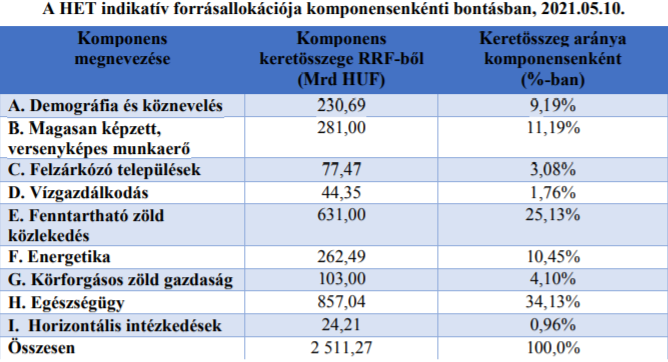 A HET indikatív forrásallokációja komponensenkénti bontásban, 2021.05.10.
Komponens megnevezése Komponens keretösszege RRF-ből (Mrd HUF) Keretösszeg aránya komponensenként (%-ban)
A. Demográfia és köznevelés 230,69 9,19%
B. Magasan képzett, versenyképes munkaerő 281,00 11,19%
C. Felzárkózó települések 77,47 3,08%
D. Vízgazdálkodás 44,35 1,76%
E. Fenntartható zöld közlekedés 631,00 25,13%
F. Energetika 262,49 10,45%
G. Körforgásos zöld gazdaság 103,00 4,10%
H. Egészségügy 857,04 34,13%
I. Horizontális intézkedések 24,21 0,96%
Összesen 2 511,27 100,0%